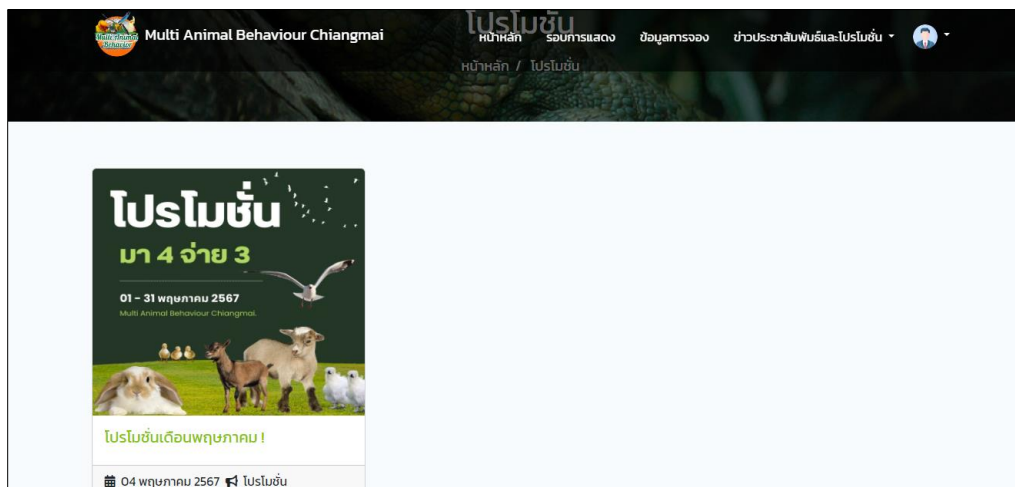 โปรโมชั่น
Multi Animal Behavior
Multi Animal Behaviour Chiangmai
หน้าหลัก รอบการแสดง ข้อมูลการจอง ข่าวประชาสัมพันธ์และโปรโมชั่น
หน้าหลัก / โปรโมชั่น
โปรโมชั่น
มา 4 จ่าย 3
01 - 31 พฤษภาคม 2567
Multi Animal Behaviour Chiangmai.
โปรโมชั่นเดือนพฤษภาคม !
04 พฤษภาคม 2567 โปรโมชั่น